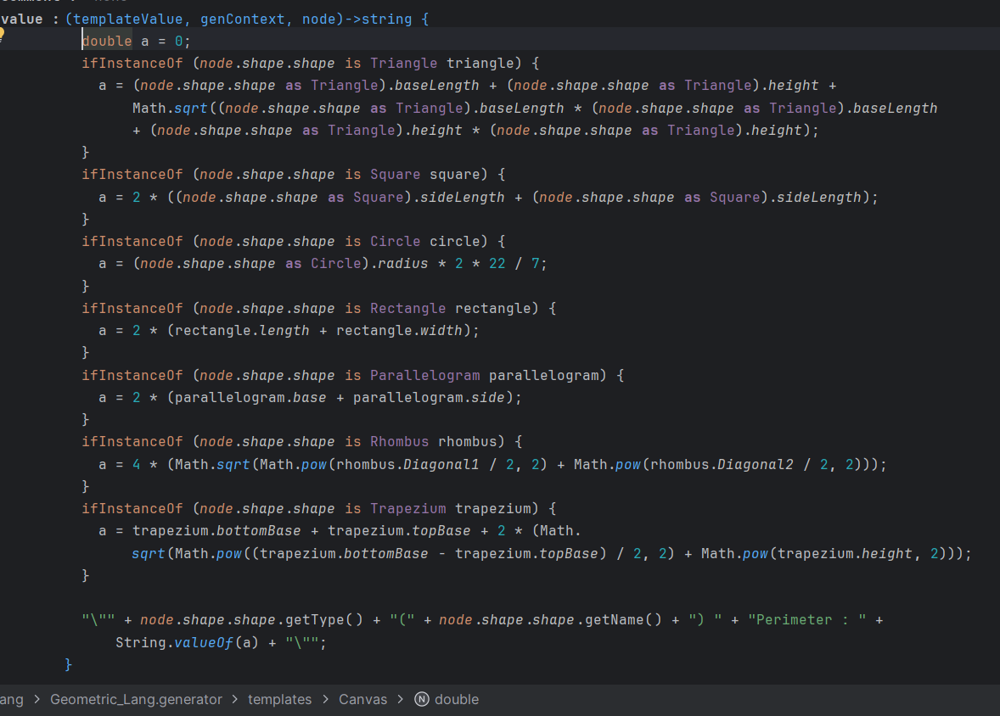 value : (templateValue, genContext, node)->string {
double a = 0;
ifInstanceOf (node.shape.shape is Triangle triangle) {
a = (node.shape.shape as Triangle).baseLength + (node.shape.shape as Triangle).height +
Math.sqrt((node.shape.shape as Triangle).baseLength * (node.shape.shape as Triangle).baseLength
+ (node.shape.shape as Triangle).height * (node.shape.shape as Triangle).height);
}
ifInstanceOf (node.shape.shape is Square square) {
a = 2 * ((node.shape.shape as Square).sideLength + (node.shape.shape as Square).sideLength);
}
ifInstanceOf (node.shape.shape is Circle circle) {
a = (node.shape.shape as Circle).radius * 2 * 22 / 7;
}
ifInstanceOf (node.shape.shape is Rectangle rectangle) {
a = 2 * (rectangle.length + rectangle.width);
}
ifInstanceOf (node.shape.shape is Parallelogram parallelogram) {
a = 2 * (parallelogram.base + parallelogram.side);
}
ifInstanceOf (node.shape.shape is Rhombus rhombus) {
a = 4 * (Math.sqrt(Math.pow(rhombus.Diagonal1 / 2, 2) + Math.pow(rhombus.Diagonal2 / 2, 2)));
}
ifInstanceOf (node.shape.shape is Trapezium trapezium) {
a = trapezium.bottomBase + trapezium.topBase + 2 * (Math.
sqrt(Math.pow((trapezium.bottomBase - trapezium.topBase) / 2, 2) + Math.pow(trapezium.height, 2)));
}
"\"" + node.shape.shape.getType() + "(" + node.shape.shape.getName() + ") " + "Perimeter : " +
String.valueOf(a) + "\"";
}
ang > Geometric_Lang.generator > templates > Canvas > N double